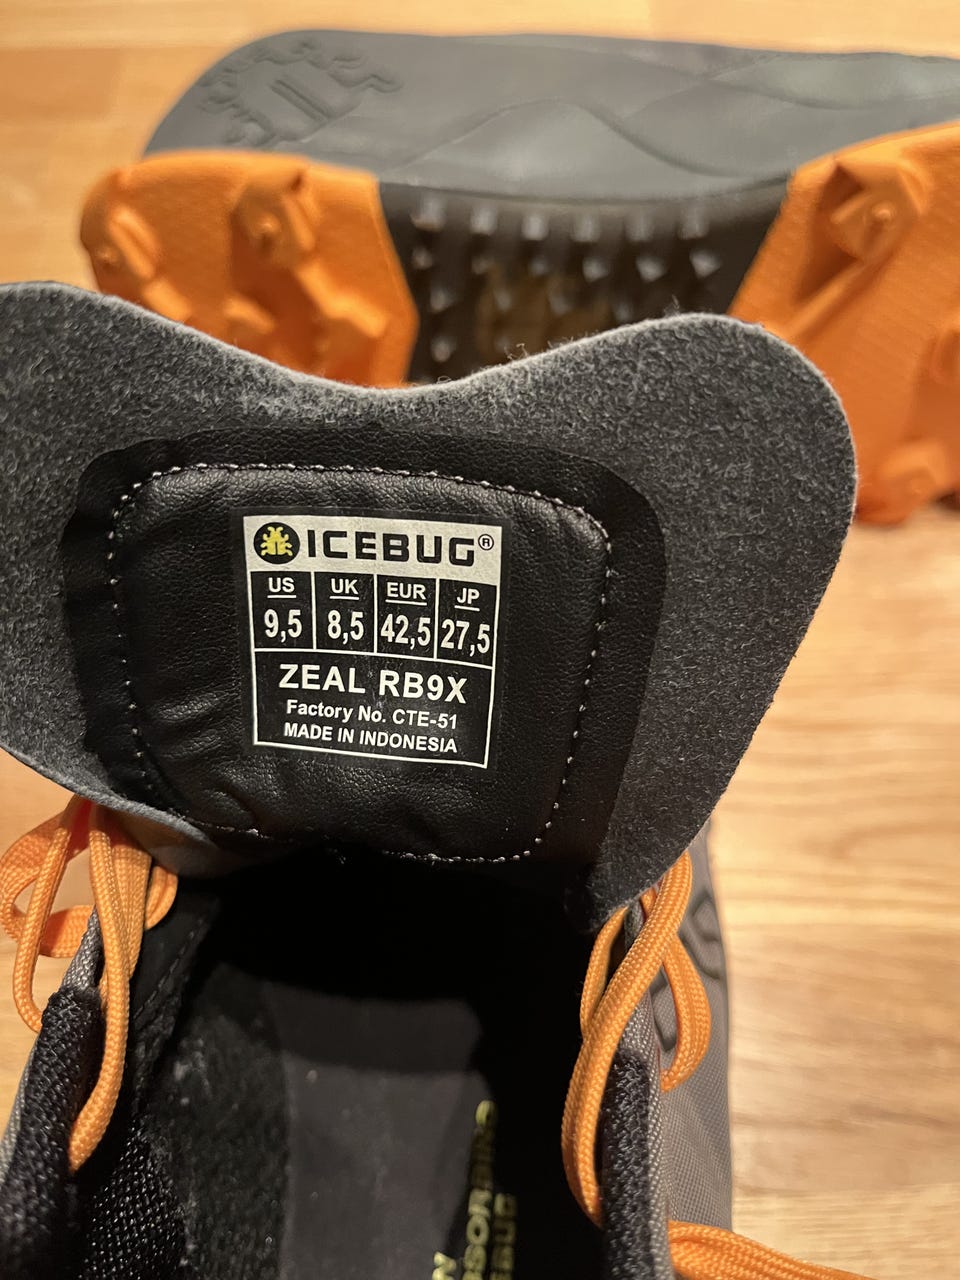 ICEBUG®
US UK EUR JP
9,5 8,5 42,5 27,5
ZEAL RB9X
Factory No. CTE-51
MADE IN INDONESIA